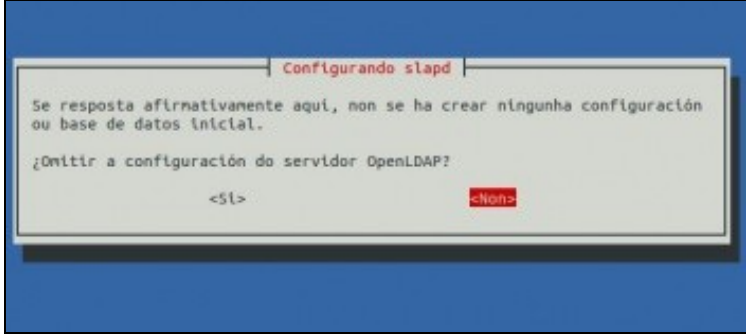 Configurando slapd
Se resposta afirmativamente aquí, non se ha crear ningunha configuración
ou base de datos inicial.
¿Omitir a configuración do servidor OpenLDAP?
<Si> <Non>